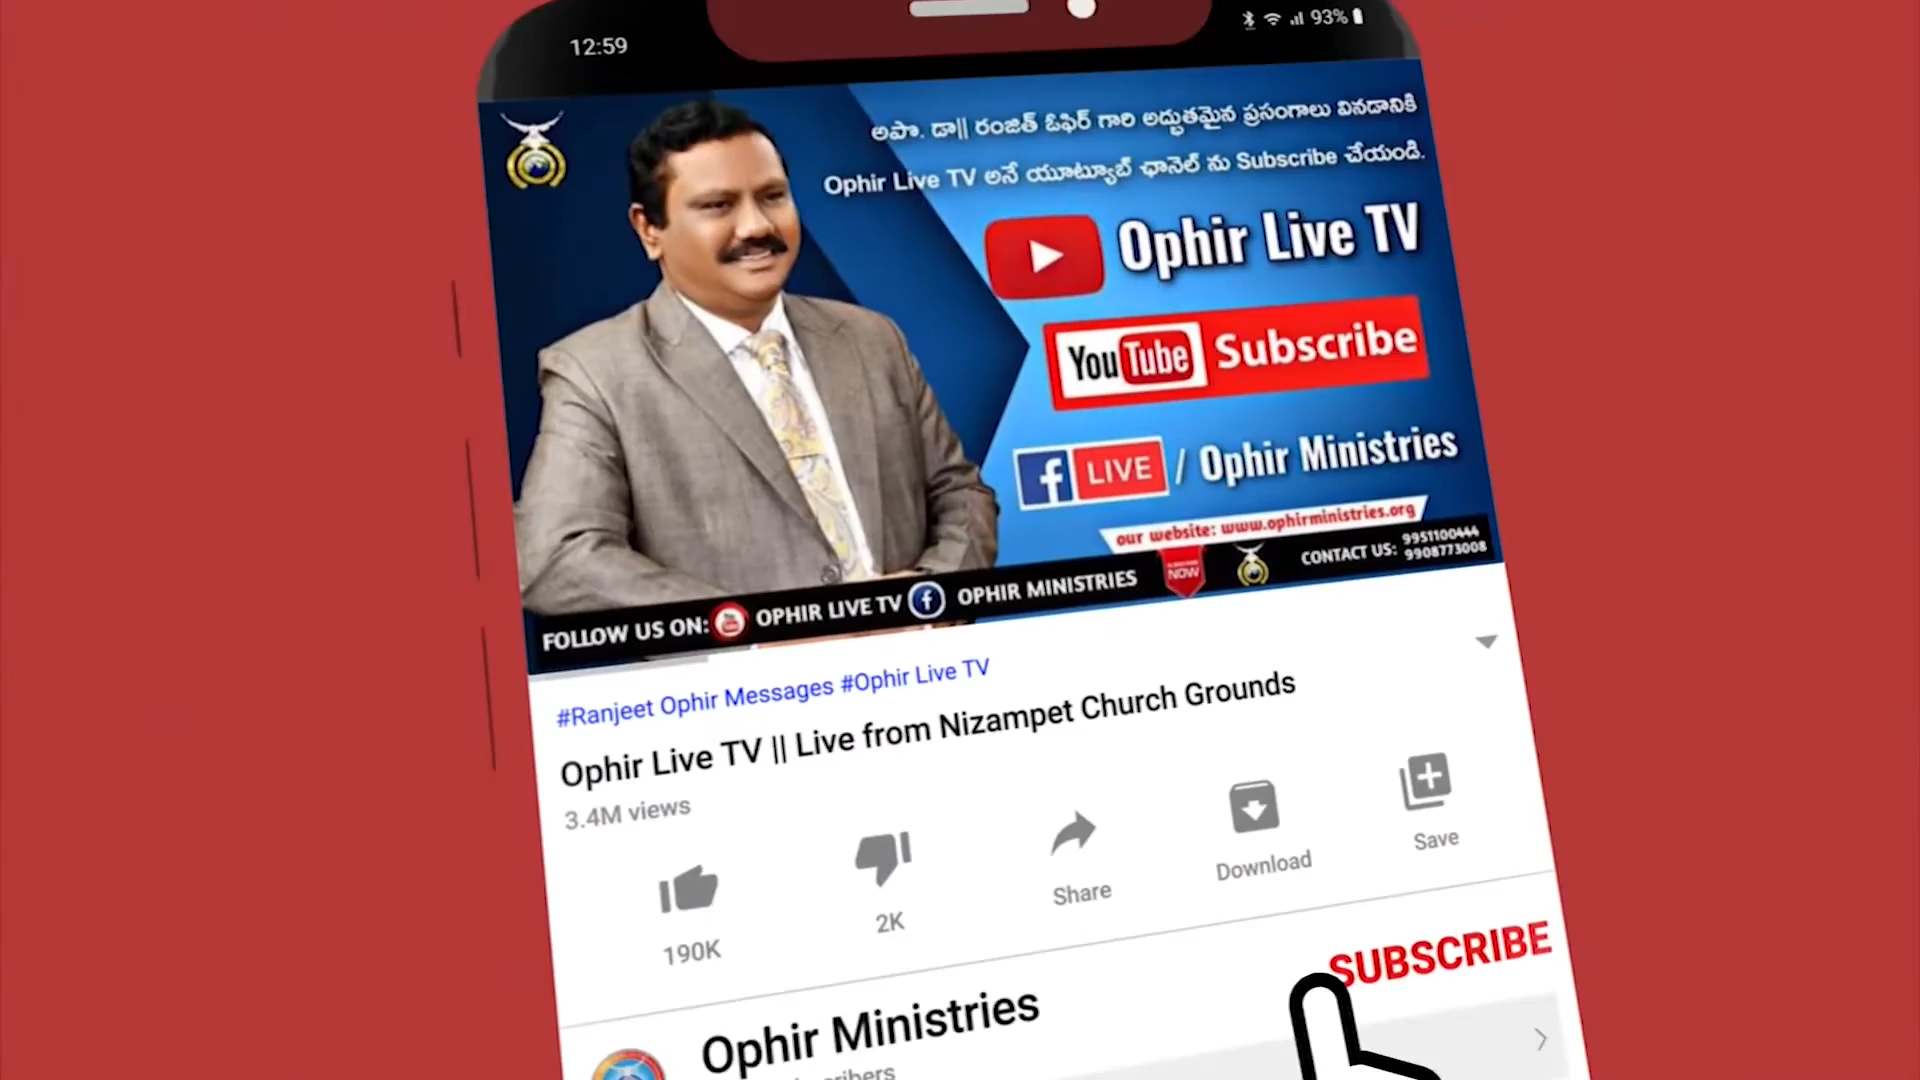 12:59
93%
అపొ. డా|| రంజిత్ ఓఫిర్ గారి అద్భుతమైన ప్రసంగాలు వినడానికి
Ophir Live TV అనే యూట్యూబ్ ఛానెల్ ను Subscribe చేయండి.
Ophir Live TV
YouTube Subscribe
f LIVE / Ophir Ministries
our website: www.ophirministries.org
FOLLOW US ON: OPHIR LIVE TV f OPHIR MINISTRIES
NOW
CONTACT US: 9951100444
9908773008
#Ranjeet Ophir Messages #Ophir Live TV
Ophir Live TV || Live from Nizampet Church Grounds
3.4M views
190K
2K
Share
Download
Save
SUBSCRIBE
Ophir Ministries